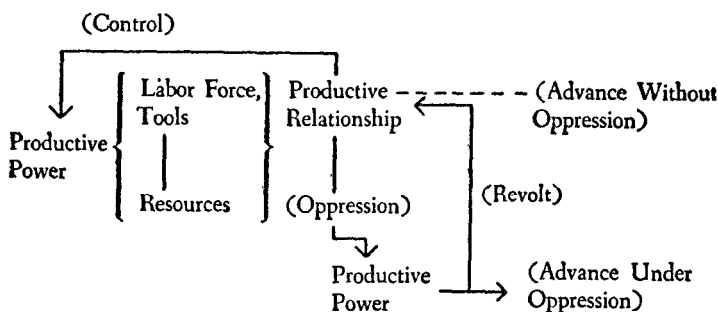 (Control)
Labor Force,
Tools
Productive
Relationship
(Advance Without
Oppression)
Productive
Power
Resources
(Oppression)
(Revolt)
Productive
Power
(Advance Under
Oppression)